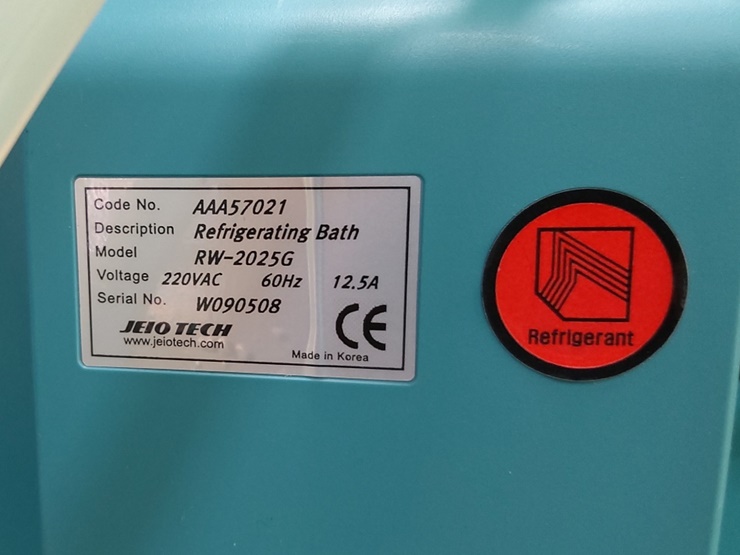 Code No. AAA57021
Description Refrigerating Bath
Model RW-2025G
Voltage 220VAC 60Hz 12.5A
Serial No. W090508
JEIO TECH
www.jeiotech.com
CE
Made in Korea
Refrigerant